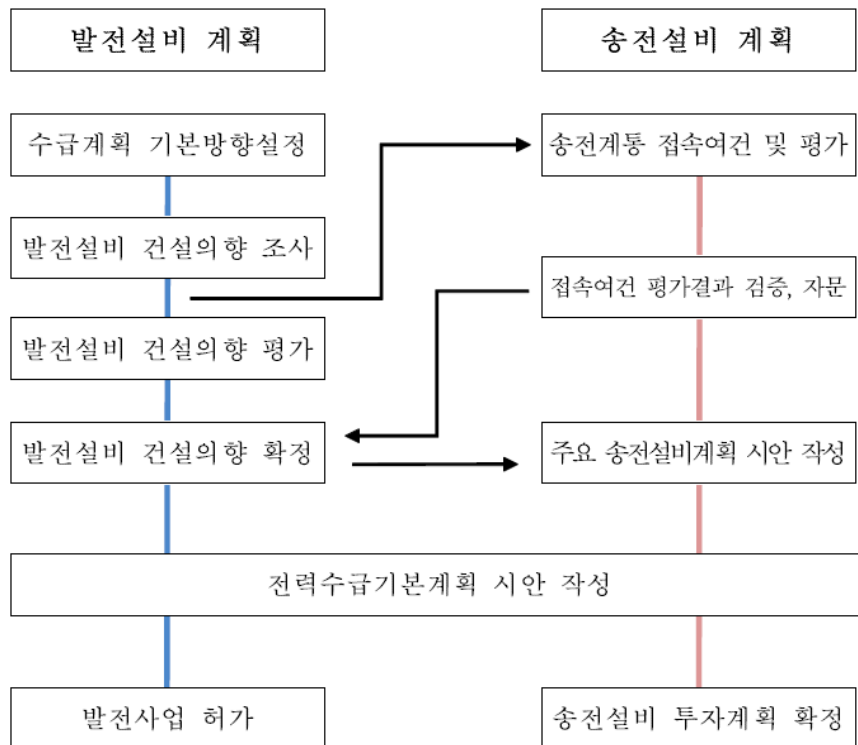 발전설비 계획
송전설비 계획
수급계획 기본방향설정
송전계통 접속여건 및 평가
발전설비 건설의향 조사
접속여건 평가결과 검증, 자문
발전설비 건설의향 평가
발전설비 건설의향 확정
주요 송전설비계획 시안 작성
전력수급기본계획 시안 작성
발전사업 허가
송전설비 투자계획 확정